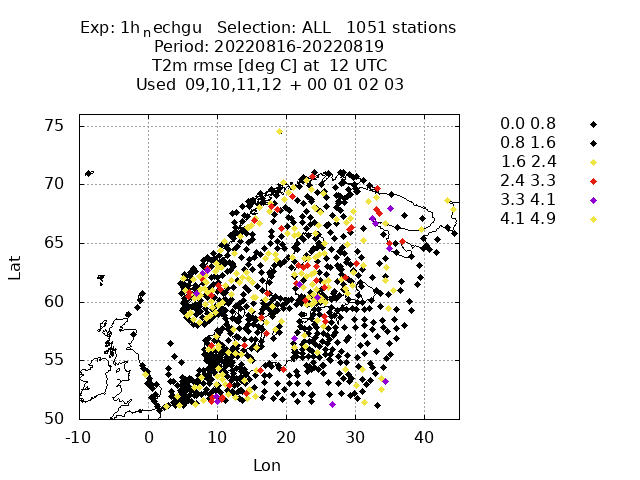 Exp: 1h nechgu Selection: ALL 1051 stations
Period: 20220816-20220819
T2m rmse [deg C] at 12 UTC
Used 09,10,11,12 + 00 01 02 03
0.0 0.8
0.8 1.6
1.6 2.4
2.4 3.3
3.3 4.1
4.1 4.9
75
70
65
60
55
50
Lat
-10 0 10 20 30 40
Lon